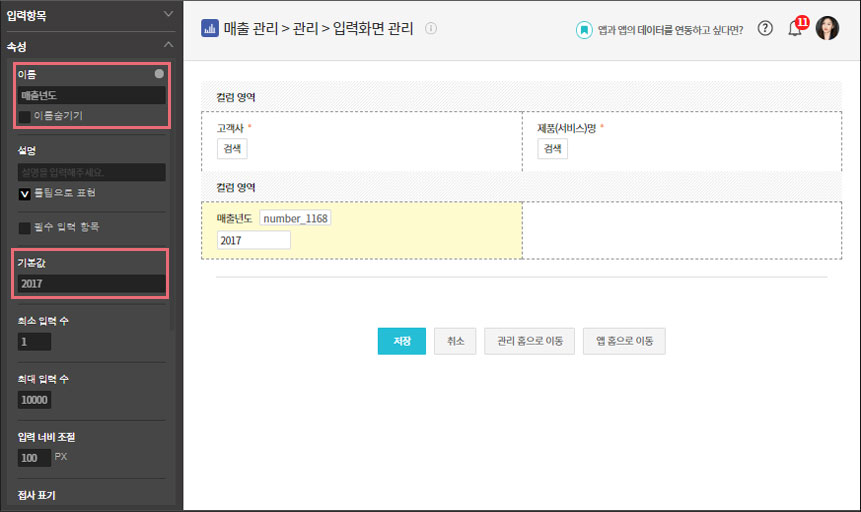 입력항목
속성
이름
매출년도
이름숨기기
설명
설명을 입력해주세요.
툴팁으로 표현
필수 입력 항목
기본값
2017
최소 입력 수
1
최대 입력 수
10000
입력 너비 조절
100 PX
접사 표기
매출 관리 > 관리 > 입력화면 관리
앱과 앱의 데이터를 연동하고 싶다면?
11
컬럼 영역
고객사 *
검색
제품(서비스)명 *
검색
컬럼 영역
매출년도 number_1168
2017
저장 취소 관리 홈으로 이동 앱 홈으로 이동